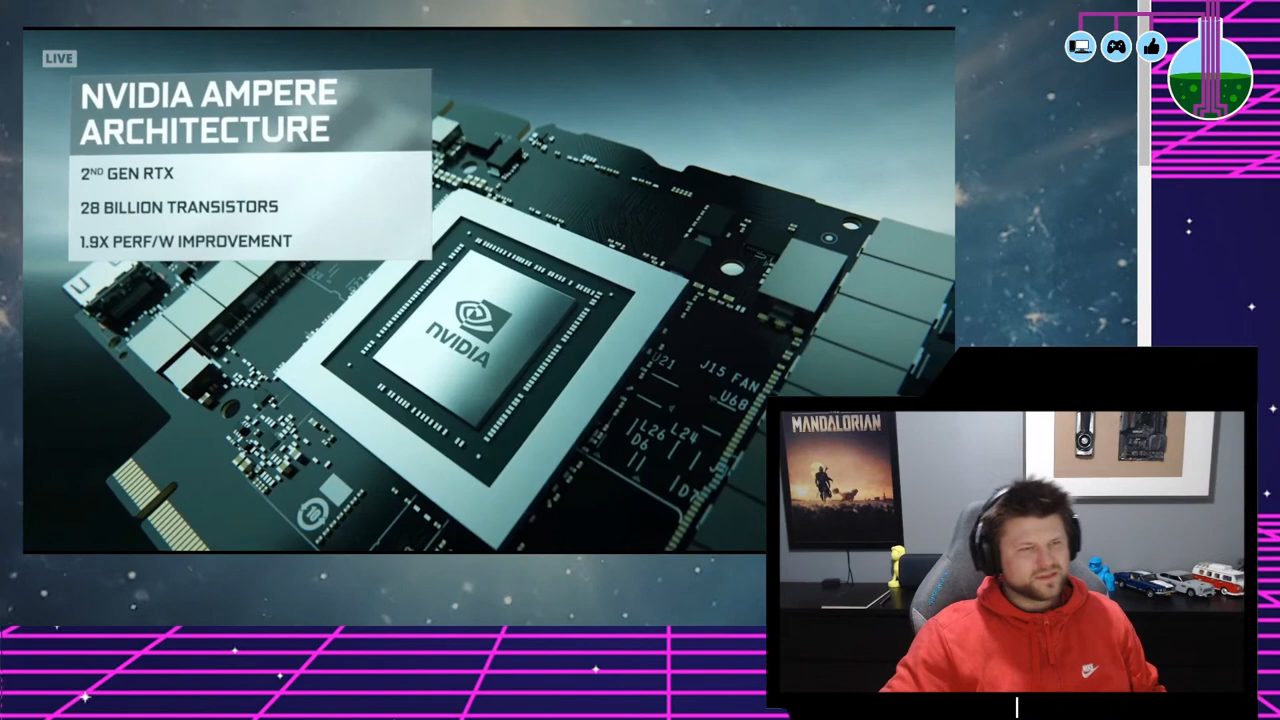 LIVE
NVIDIA AMPERE
ARCHITECTURE
2ND GEN RTX
28 BILLION TRANSISTORS
1.9X PERF/W IMPROVEMENT
NVIDIA
U21
J15 FAN
U68
L26 L24
D6
MANDALORIAN